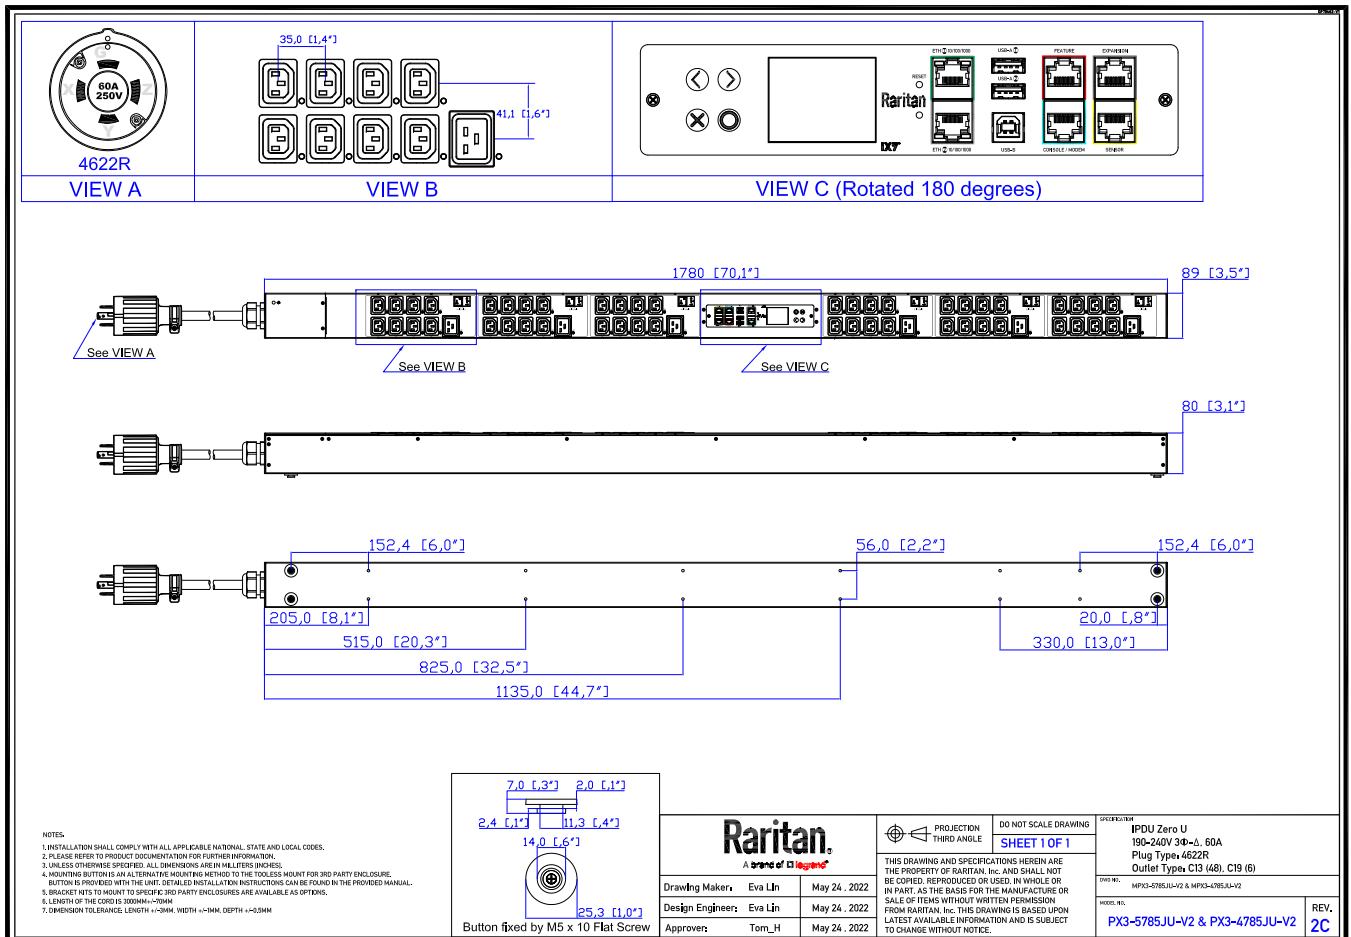 G
X
Z
Y
60A
250V
4622R
VIEW A
35,0 [1,4"]
41,1 [1,6"]
VIEW B
RESET
Raritan
ETH 10/100/1000
USB-A
USB-A
FEATURE
EXPANSION
iX7
ETH 10/100/1000
USB-B
CONSOLE / MODEM
SENSOR
VIEW C (Rotated 180 degrees)
1780 [70,1"]
89 [3,5"]
See VIEW A
See VIEW B
See VIEW C
80 [3,1"]
152,4 [6,0"]
56,0 [2,2"]
152,4 [6,0"]
205,0 [8,1"]
20,0 [,8"]
515,0 [20,3"]
330,0 [13,0"]
825,0 [32,5"]
1135,0 [44,7"]
NOTES:
1. INSTALLATION SHALL COMPLY WITH ALL APPLICABLE NATIONAL, STATE AND LOCAL CODES.
2. PLEASE REFER TO PRODUCT DOCUMENTATION FOR FURTHER INFORMATION.
3. UNLESS OTHERWISE SPECIFIED, ALL DIMENSIONS ARE IN MILLITERS [INCHES].
4. MOUNTING BUTTON IS AN ALTERNATIVE MOUNTING METHOD TO THE TOOLESS MOUNT FOR 3RD PARTY ENCLOSURE.
BUTTON IS PROVIDED WITH THE UNIT. DETAILED INSTALLATION INSTRUCTIONS CAN BE FOUND IN THE PROVIDED MANUAL.
5. BRACKET KITS TO MOUNT TO SPECIFIC 3RD PARTY ENCLOSURES ARE AVAILABLE AS OPTIONS.
6. LENGTH OF THE CORD IS 3000MM+/-70MM
7. DIMENSION TOLERANCE: LENGTH +/-3MM, WIDTH +/-1MM, DEPTH +/-0.5MM
7,0 [,3"]
2,0 [,1"]
2,4 [,1"]
11,3 [,4"]
14,0 [,6"]
25,3 [1,0"]
Button fixed by M5 x 10 Flat Screw
Raritan.
A brand of legrand
Drawing Maker: Eva Lin May 24 , 2022
Design Engineer: Eva Lin May 24 , 2022
Approver: Tom_H May 24 , 2022
PROJECTION
THIRD ANGLE
DO NOT SCALE DRAWING
SHEET 1 OF 1
THIS DRAWING AND SPECIFICATIONS HEREIN ARE
THE PROPERTY OF RARITAN, Inc. AND SHALL NOT
BE COPIED, REPRODUCED OR USED, IN WHOLE OR
IN PART, AS THE BASIS FOR THE MANUFACTURE OR
SALE OF ITEMS WITHOUT WRITTEN PERMISSION
FROM RARITAN, Inc. THIS DRAWING IS BASED UPON
LATEST AVAILABLE INFORMATION AND IS SUBJECT
TO CHANGE WITHOUT NOTICE.
SPECIFICATION
IPDU Zero U
190-240V 3Φ-Δ, 60A
Plug Type: 4622R
Outlet Type: C13 (48), C19 (6)
DWG NO.
MPX3-5785JU-V2 & MPX3-4785JU-V2
MODEL NO.
PX3-5785JU-V2 & PX3-4785JU-V2
REV.
2C